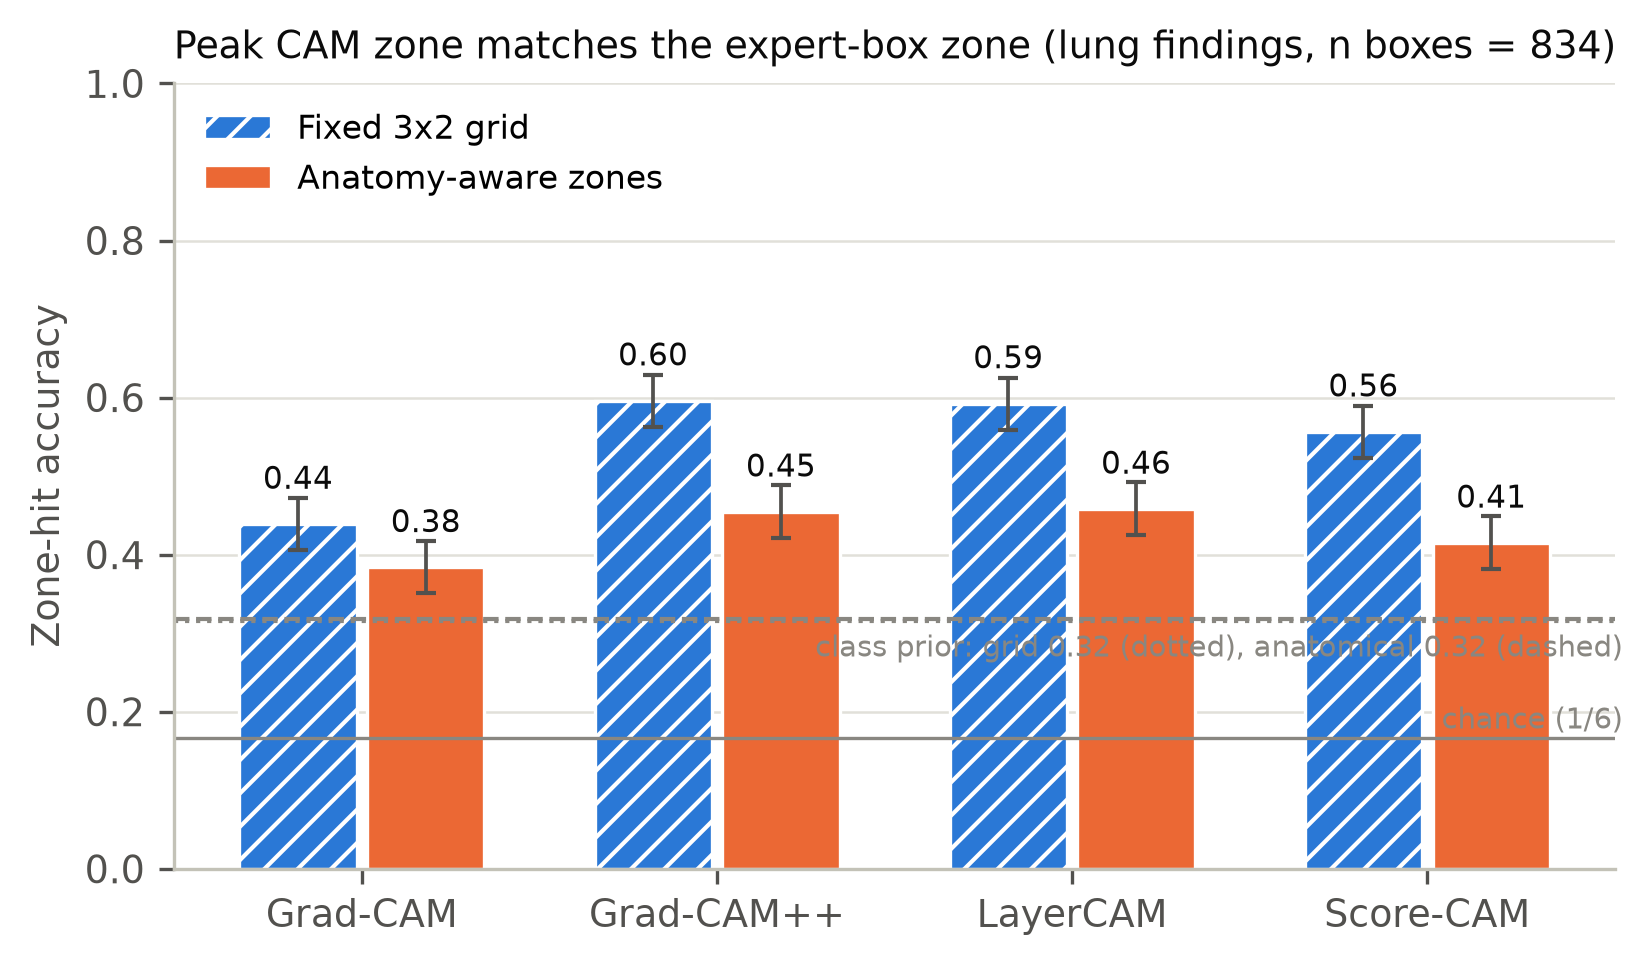 Peak CAM zone matches the expert-box zone (lung findings, n boxes = 834)
1.0
Fixed 3x2 grid
Anatomy-aware zones
0.8
0.6
0.4
0.2
0.0
Zone-hit accuracy
0.44
0.38
0.60
0.45
0.59
0.46
0.56
0.41
class prior: grid 0.32 (dotted), anatomical 0.32 (dashed)
chance (1/6)
Grad-CAM
Grad-CAM++
LayerCAM
Score-CAM